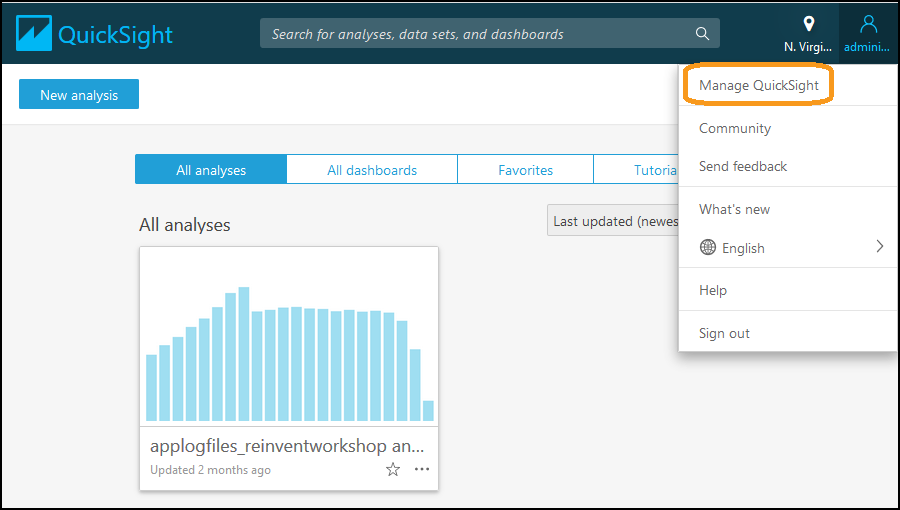 QuickSight
Search for analyses, data sets, and dashboards
N. Virgi...
admini...
New analysis
Manage QuickSight
Community
Send feedback
What's new
English
Help
Sign out
All analyses
All dashboards
Favorites
Tutoria
All analyses
Last updated (newes
applogfiles_reinventworkshop an...
Updated 2 months ago